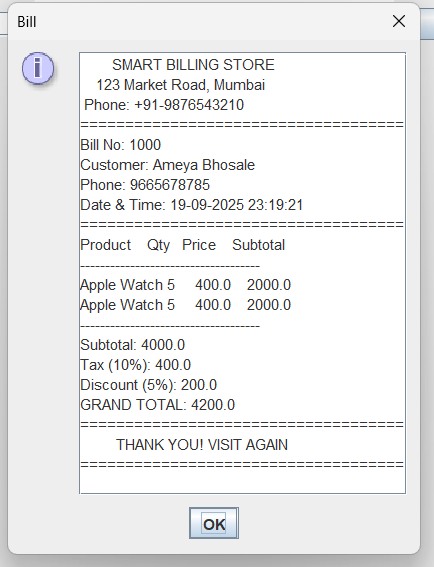 Bill
SMART BILLING STORE
123 Market Road, Mumbai
Phone: +91-9876543210
====================================
Bill No: 1000
Customer: Ameya Bhosale
Phone: 9665678785
Date & Time: 19-09-2025 23:19:21
====================================
Product Qty Price Subtotal
------------------------------------
Apple Watch 5 400.0 2000.0
Apple Watch 5 400.0 2000.0
------------------------------------
Subtotal: 4000.0
Tax (10%): 400.0
Discount (5%): 200.0
GRAND TOTAL: 4200.0
====================================
THANK YOU! VISIT AGAIN
====================================
OK